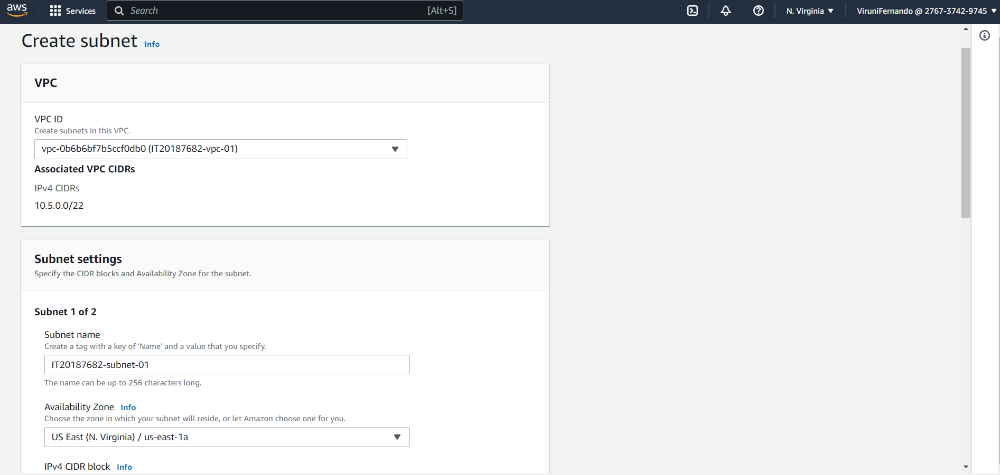 aws
Services
Search
[Alt+S]
N. Virginia
ViruniFernando @ 2767-3742-9745
Create subnet Info
VPC
VPC ID
Create subnets in this VPC.
vpc-0b6b6bf7b5ccf0db0 (IT20187682-vpc-01)
Associated VPC CIDRs
IPv4 CIDRs
10.5.0.0/22
Subnet settings
Specify the CIDR blocks and Availability Zone for the subnet.
Subnet 1 of 2
Subnet name
Create a tag with a key of 'Name' and a value that you specify.
IT20187682-subnet-01
The name can be up to 256 characters long.
Availability Zone Info
Choose the zone in which your subnet will reside, or let Amazon choose one for you.
US East (N. Virginia) / us-east-1a
IPv4 CIDR block Info